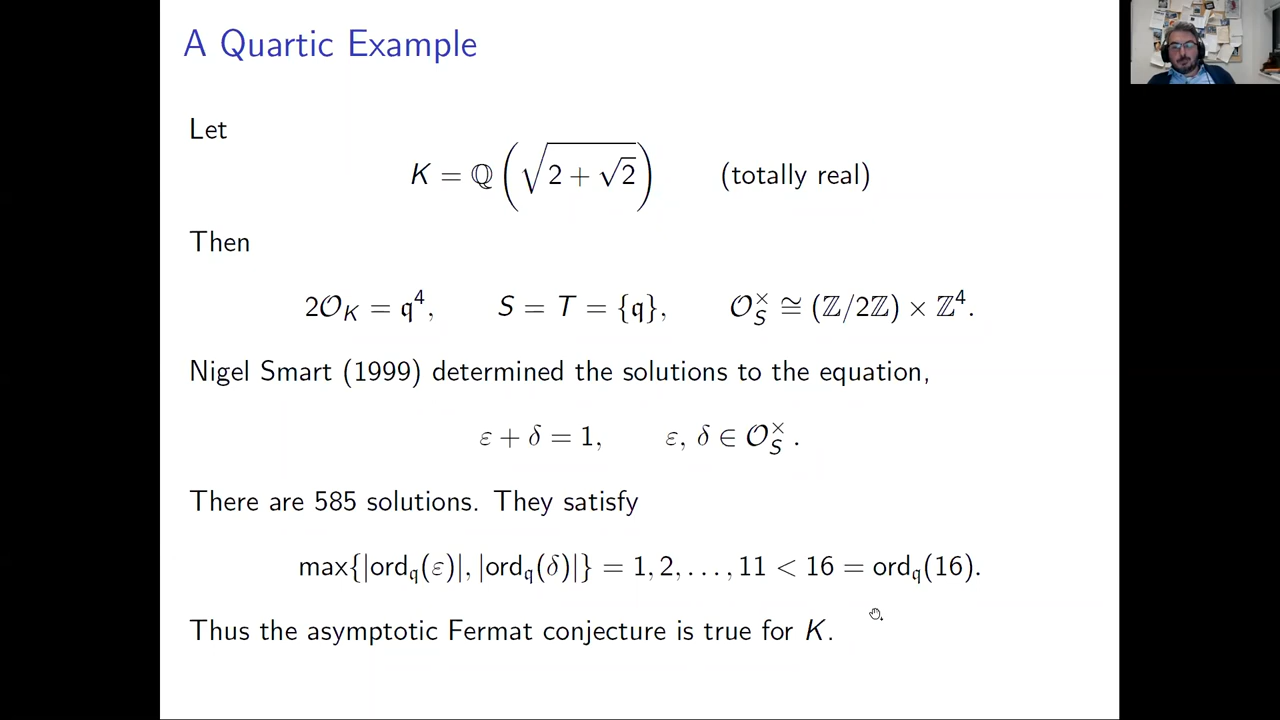 A Quartic Example
Let
K = ℚ(√(2 + √2)) (totally real)
Then
2𝒪_K = 𝔮⁴, S = T = {𝔮}, 𝒪_S^× ≅ (ℤ/2ℤ) × ℤ⁴.
Nigel Smart (1999) determined the solutions to the equation,
ε + δ = 1, ε, δ ∈ 𝒪_S^× .
There are 585 solutions. They satisfy
max{|ord_𝔮(ε)|, |ord_𝔮(δ)|} = 1, 2, . . . , 11 < 16 = ord_𝔮(16).
Thus the asymptotic Fermat conjecture is true for K.